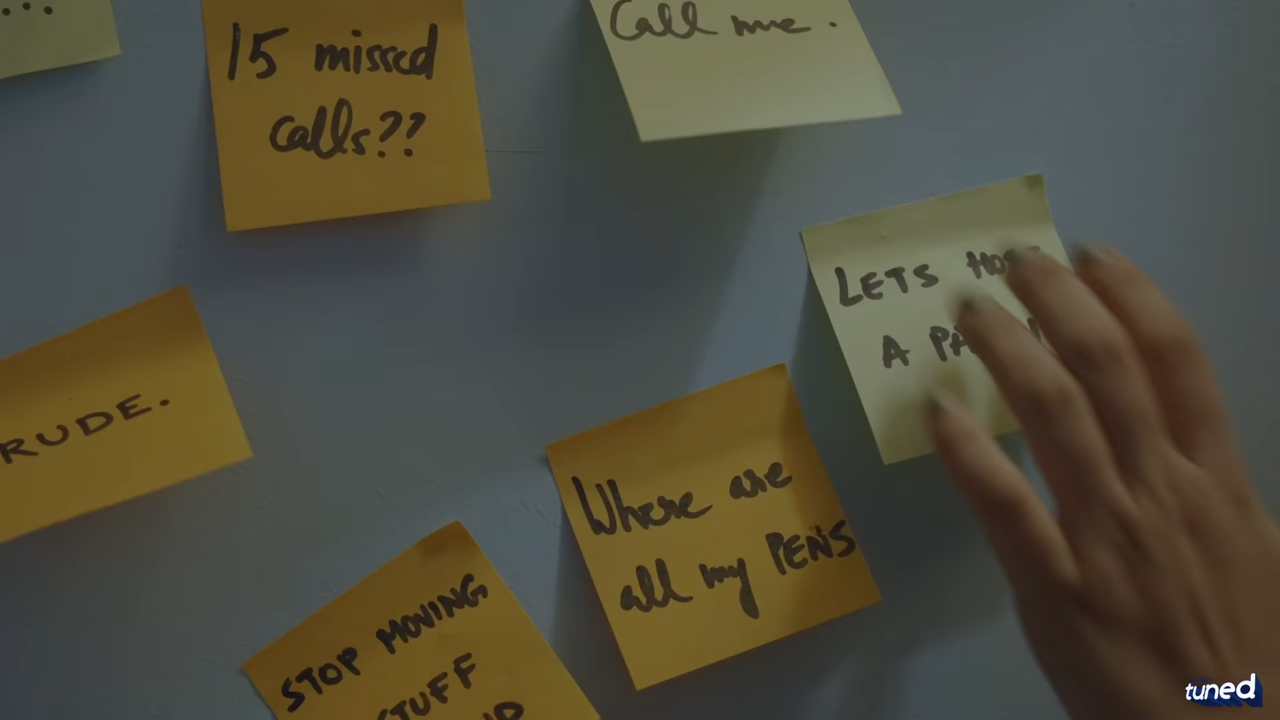 ...
15 missed
calls??
Call me.
LETS
A
RUDE.
Where are
all my PENS
STOP MOVING
STUFF
tuned